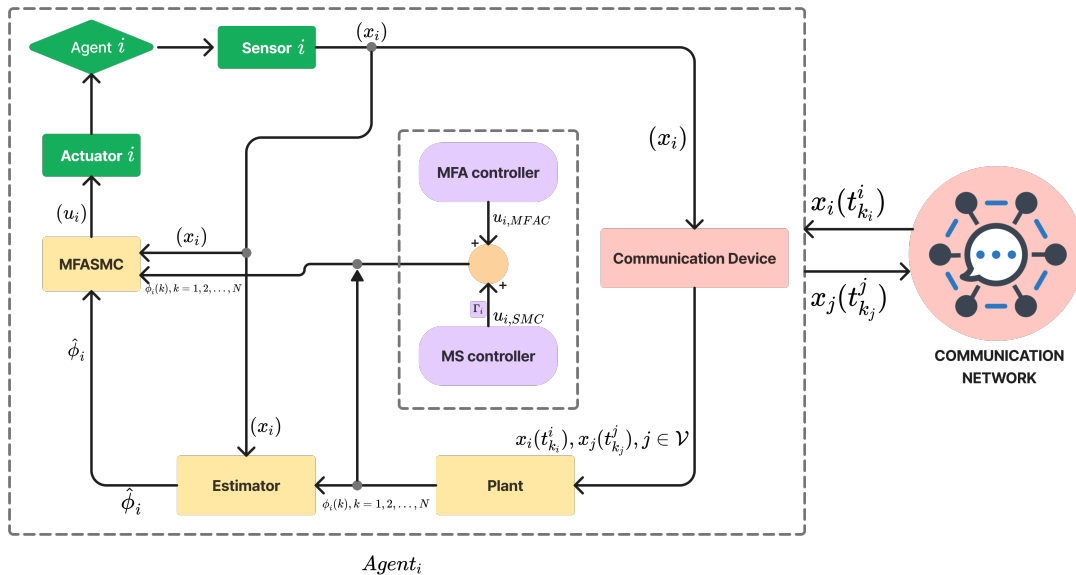 Agent i
Sensor i
(x_i)
Actuator i
(x_i)
MFA controller
x_i(t^i_{k_i})
u_{i,MFAC}
(u_i)
(x_i)
+
MFASMC
Communication Device
ϕ_i(k), k = 1, 2, ..., N
+
x_j(t^j_{k_j})
Γ_i
u_{i,SMC}
ϕ̂_i
MS controller
COMMUNICATION
NETWORK
(x_i)
x_i(t^i_{k_i}), x_j(t^j_{k_j}), j ∈ 𝒱
Estimator
Plant
ϕ̂_i
ϕ_i(k), k = 1, 2, ..., N
Agent_i